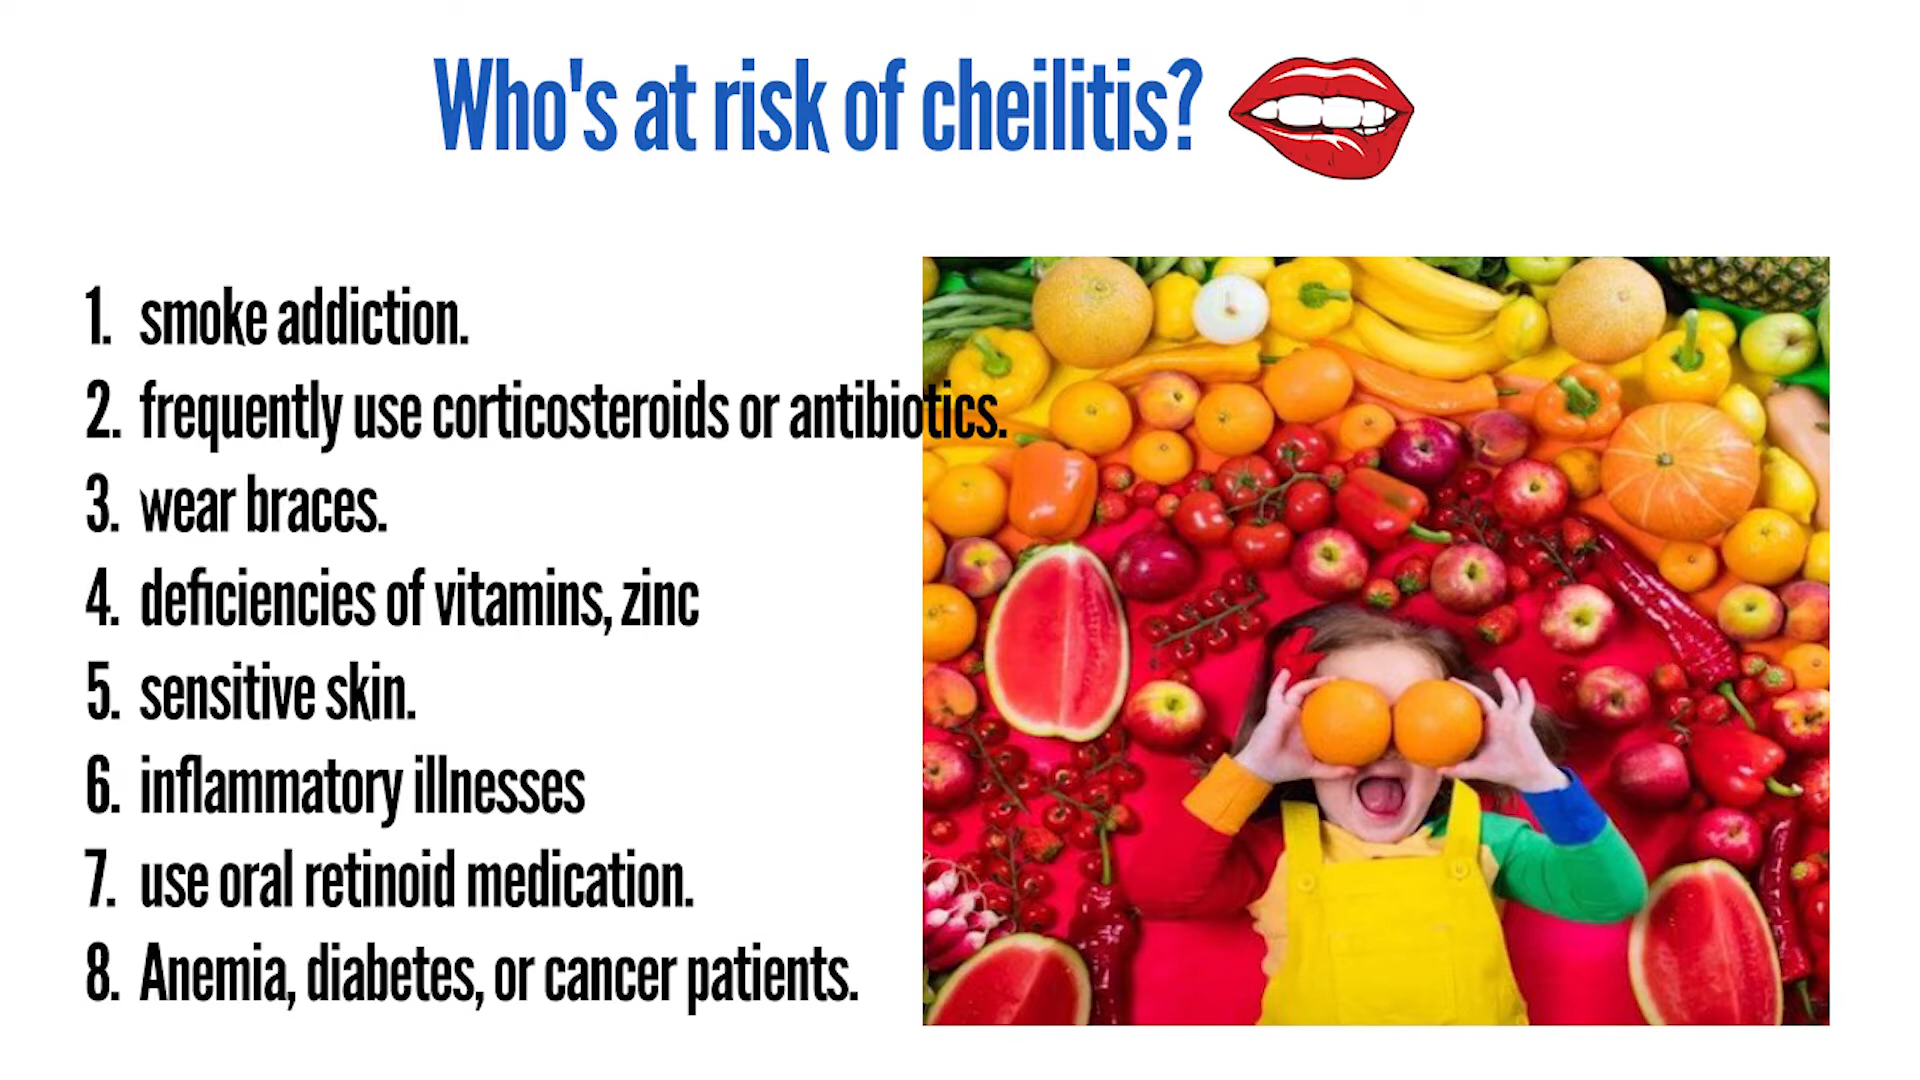 Who's at risk of cheilitis?
1. smoke addiction.
2. frequently use corticosteroids or antibiotics.
3. wear braces.
4. deficiencies of vitamins, zinc
5. sensitive skin.
6. inflammatory illnesses
7. use oral retinoid medication.
8. Anemia, diabetes, or cancer patients.